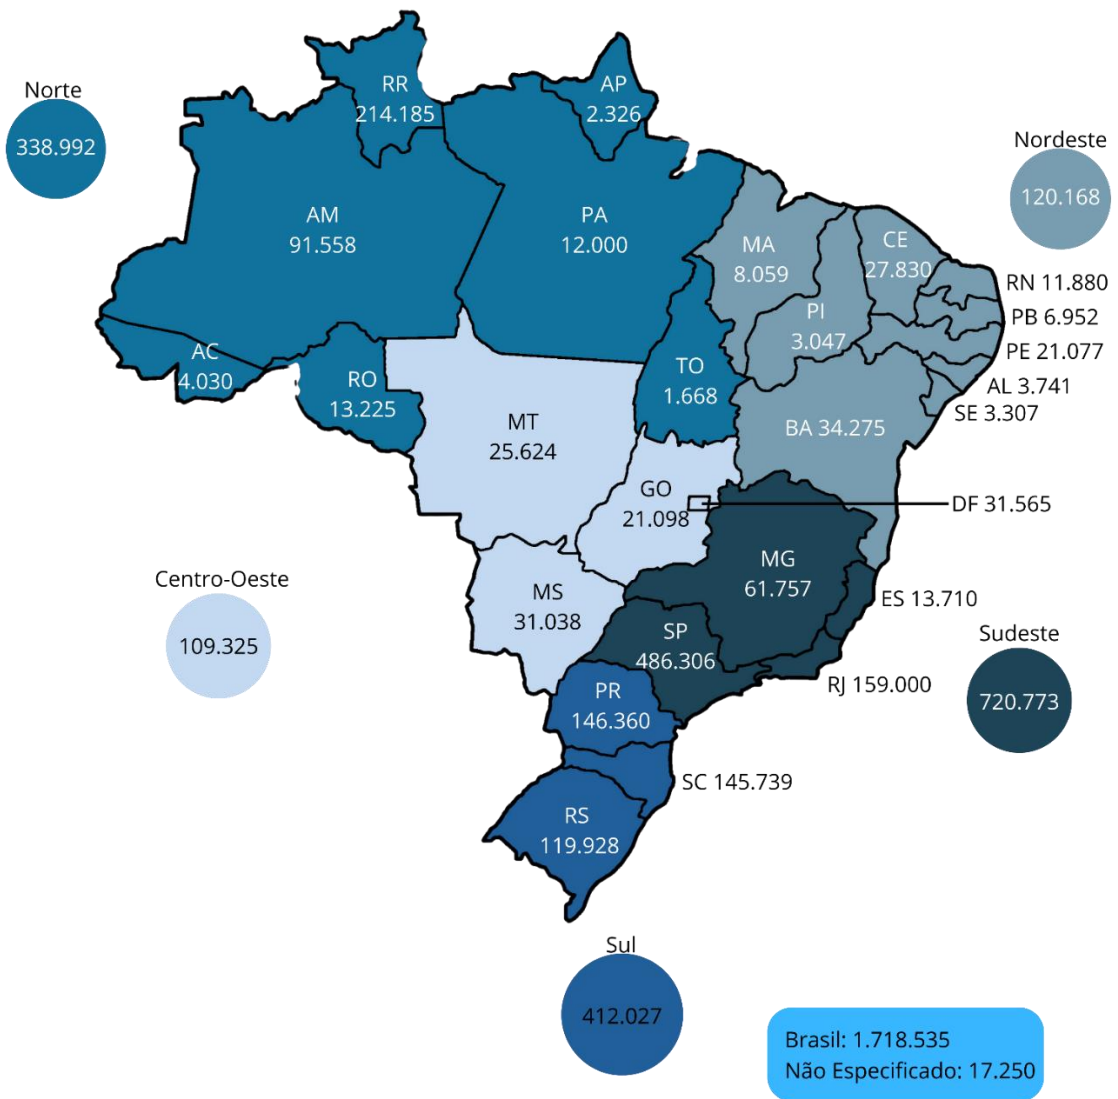 Norte
338.992
RR
214.185
AP
2.326
AM
91.558
PA
12.000
AC
4.030
RO
13.225
TO
1.668
Nordeste
120.168
MA
8.059
PI
3.047
CE
27.830
RN 11.880
PB 6.952
PE 21.077
AL 3.741
SE 3.307
BA 34.275
MT
25.624
GO
21.098
DF 31.565
MS
31.038
Centro-Oeste
109.325
MG
61.757
ES 13.710
SP
486.306
RJ 159.000
Sudeste
720.773
PR
146.360
SC 145.739
RS
119.928
Sul
412.027
Brasil: 1.718.535
Não Especificado: 17.250